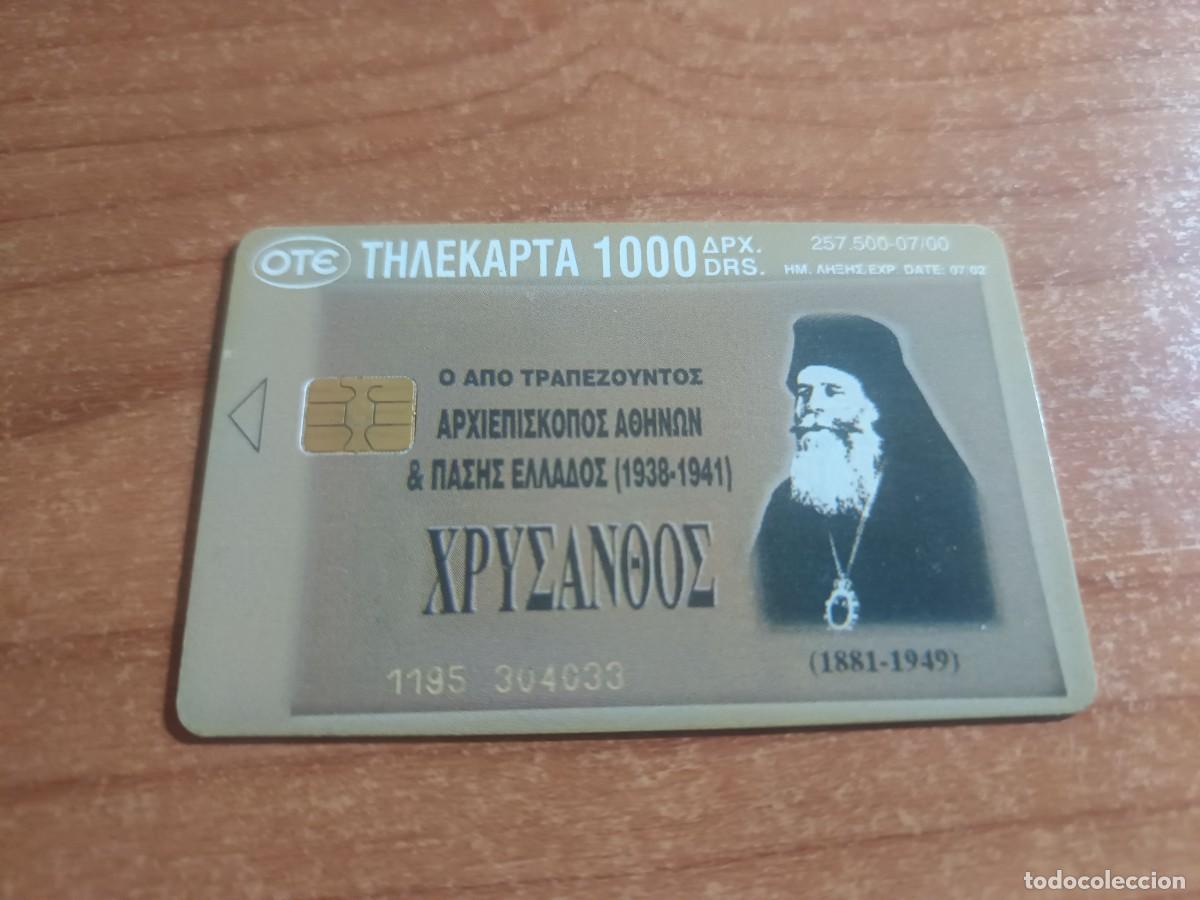 OTE ΤΗΛΕΚΑΡΤΑ 1000 ΔΡΧ. DRS.
257.500-07/00
ΗΜ. ΛΗΞΗΣ/EXP DATE: 07 02
Ο ΑΠΟ ΤΡΑΠΕΖΟΥΝΤΟΣ
ΑΡΧΙΕΠΙΣΚΟΠΟΣ ΑΘΗΝΩΝ
& ΠΑΣΗΣ ΕΛΛΑΔΟΣ (1938-1941)
ΧΡΥΣΑΝΘΟΣ
(1881-1949)
1195 304033
todocoleccion